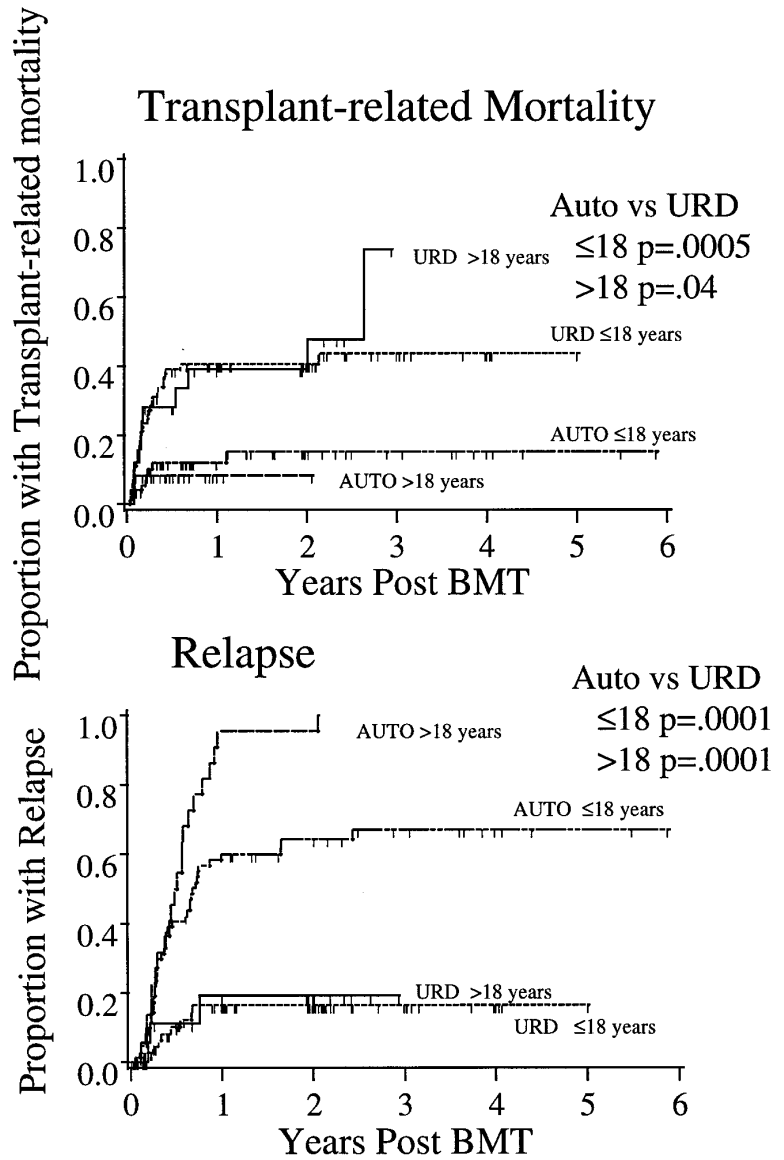 Transplant-related Mortality
Proportion with Transplant-related mortality
1.0
0.8
0.6
0.4
0.2
0.0
Auto vs URD
≤18 p=.0005
>18 p=.04
URD >18 years
URD ≤18 years
AUTO ≤18 years
AUTO >18 years
0 1 2 3 4 5 6
Years Post BMT
Relapse
Proportion with Relapse
1.0
0.8
0.6
0.4
0.2
0.0
Auto vs URD
≤18 p=.0001
>18 p=.0001
AUTO >18 years
AUTO ≤18 years
URD >18 years
URD ≤18 years
0 1 2 3 4 5 6
Years Post BMT